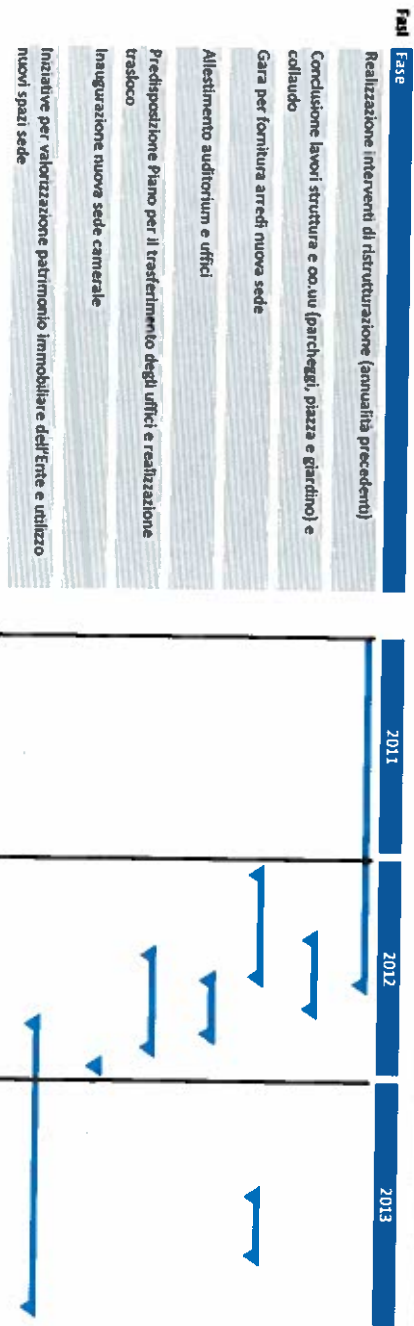 Fasi
Fase
2011
2012
2013
Realizzazione interventi di ristrutturazione (annualità precedenti)
Conclusione lavori struttura e oo.uu (parcheggi, piazza e giardino) e
collaudo
Gara per fornitura arredi nuova sede
Allestimento auditorium e uffici
Predisposizione Piano per il trasferimento degli uffici e realizzazione
trasloco
Inaugurazione nuova sede camerale
Iniziative per valorizzazione patrimonio immobiliare dell'Ente e utilizzo
nuovi spazi sede